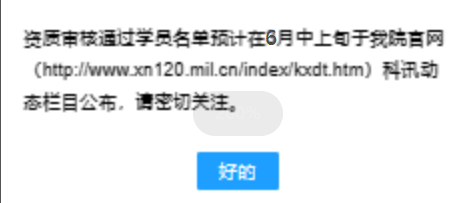 资质审核通过学员名单预计在6月中上旬于我院官网
（http://www.xn120.mil.cn/index/kxdt.htm）科讯动
态栏目公布，请密切关注。
好的